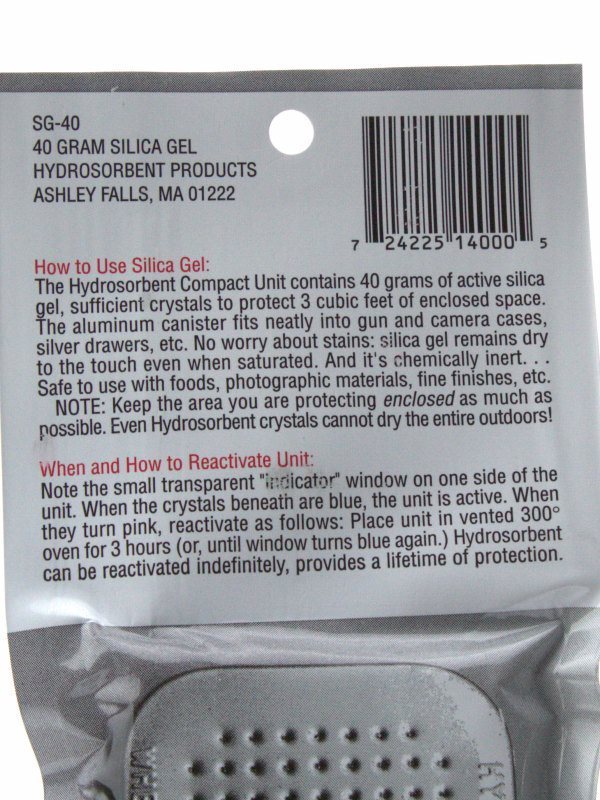 SG-40
40 GRAM SILICA GEL
HYDROSORBENT PRODUCTS
ASHLEY FALLS, MA 01222
7 24225 14000 5
How to Use Silica Gel:
The Hydrosorbent Compact Unit contains 40 grams of active silica
gel, sufficient crystals to protect 3 cubic feet of enclosed space.
The aluminum canister fits neatly into gun and camera cases,
silver drawers, etc. No worry about stains: silica gel remains dry
to the touch even when saturated. And it's chemically inert. . .
Safe to use with foods, photographic materials, fine finishes, etc.
NOTE: Keep the area you are protecting enclosed as much as
possible. Even Hydrosorbent crystals cannot dry the entire outdoors!
When and How to Reactivate Unit:
Note the small transparent "indicator" window on one side of the
unit. When the crystals beneath are blue, the unit is active. When
they turn pink, reactivate as follows: Place unit in vented 300°
oven for 3 hours (or, until window turns blue again.) Hydrosorbent
can be reactivated indefinitely, provides a lifetime of protection.